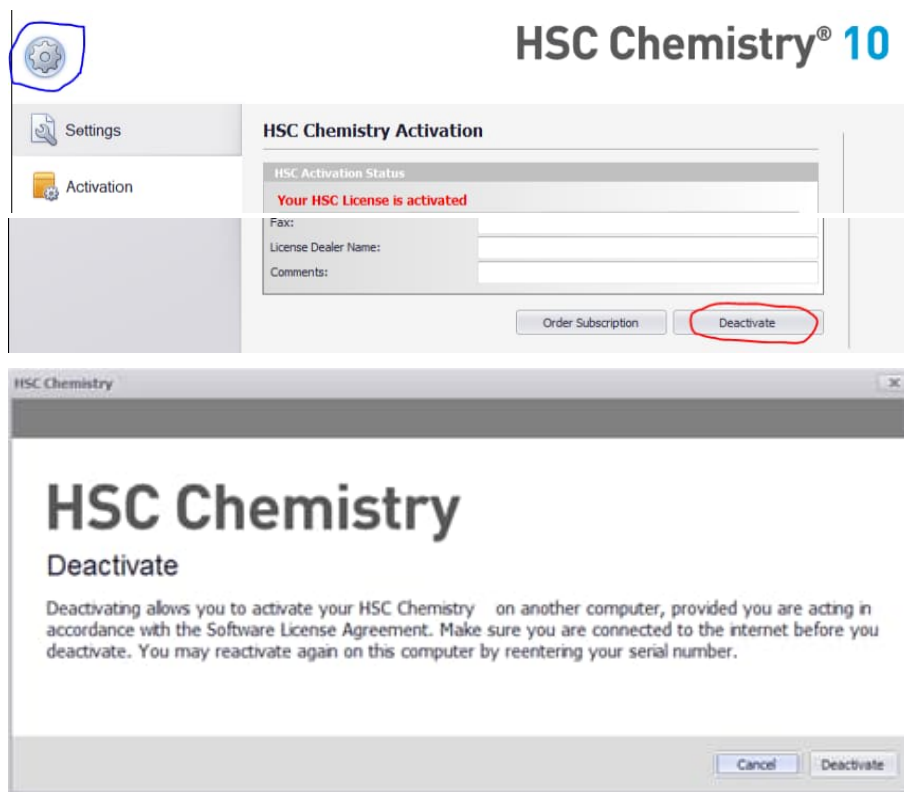 HSC Chemistry® 10
Settings
HSC Chemistry Activation
HSC Activation Status
Activation
Your HSC License is activated
Fax:
License Dealer Name:
Comments:
Order Subscription
Deactivate
HSC Chemistry
HSC Chemistry
Deactivate
Deactivating allows you to activate your HSC Chemistry on another computer, provided you are acting in
accordance with the Software License Agreement. Make sure you are connected to the internet before you
deactivate. You may reactivate again on this computer by reentering your serial number.
Cancel
Deactivate